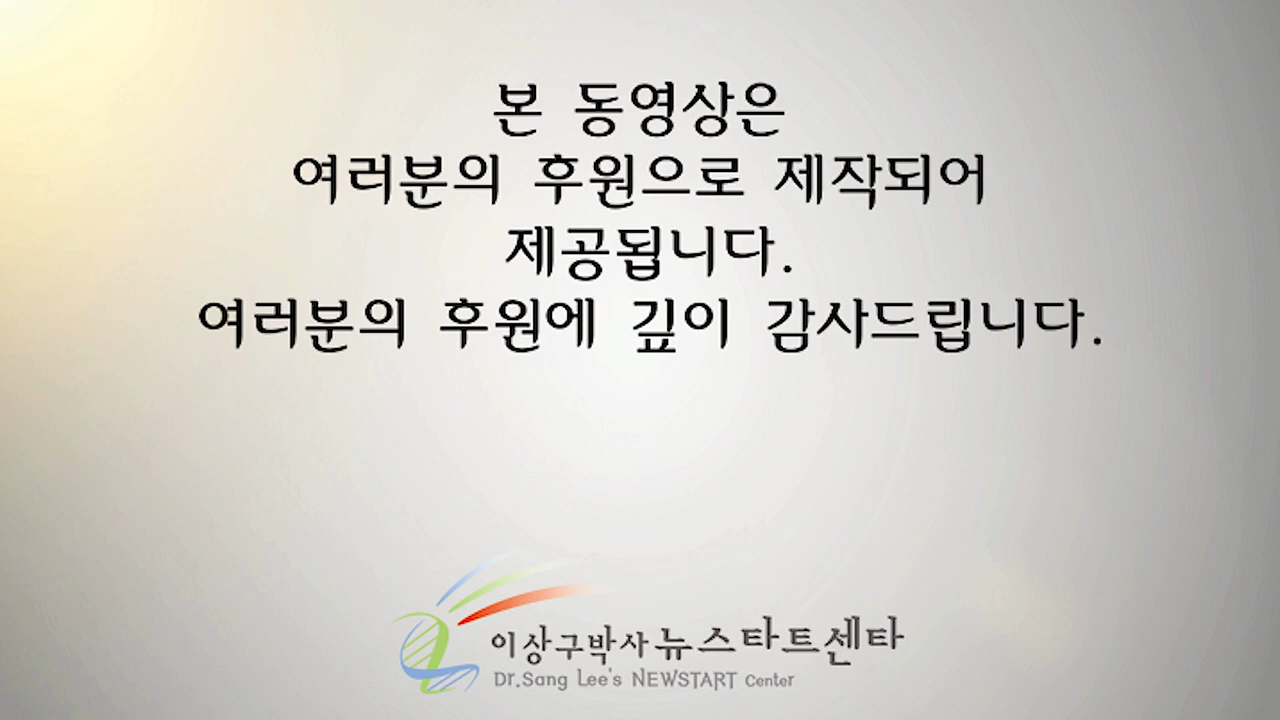 본 동영상은
여러분의 후원으로 제작되어
제공됩니다.
여러분의 후원에 깊이 감사드립니다.
이상구박사뉴스타트센타
Dr.Sang Lee's NEWSTART Center